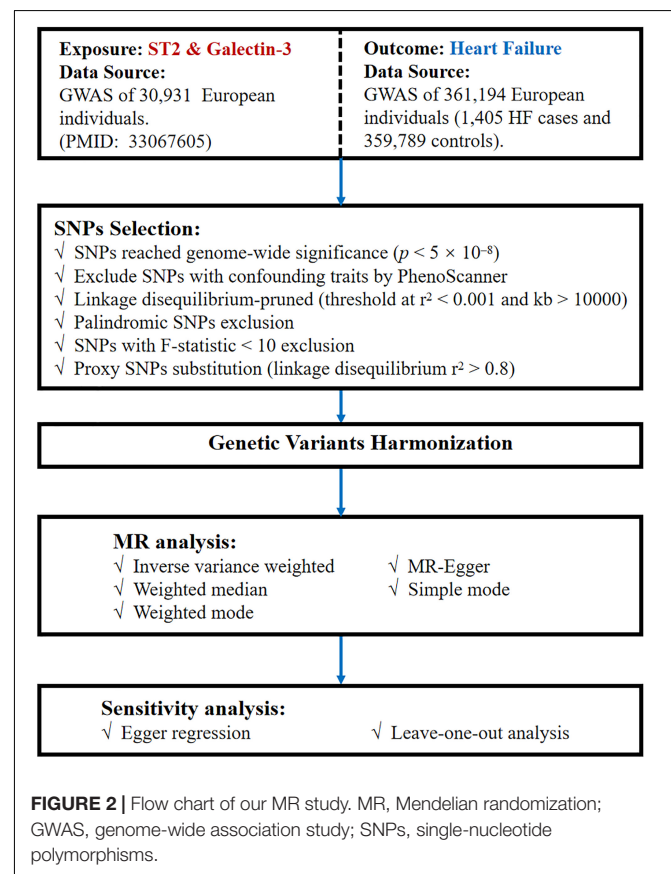 Exposure: ST2 & Galectin-3
Data Source:
GWAS of 30,931 European
individuals.
(PMID: 33067605)
Outcome: Heart Failure
Data Source:
GWAS of 361,194 European
individuals (1,405 HF cases and
359,789 controls).
SNPs Selection:
√ SNPs reached genome-wide significance (p < 5 × 10⁻⁸)
√ Exclude SNPs with confounding traits by PhenoScanner
√ Linkage disequilibrium-pruned (threshold at r² < 0.001 and kb > 10000)
√ Palindromic SNPs exclusion
√ SNPs with F-statistic < 10 exclusion
√ Proxy SNPs substitution (linkage disequilibrium r² > 0.8)
Genetic Variants Harmonization
MR analysis:
√ Inverse variance weighted
√ Weighted median
√ Weighted mode
√ MR-Egger
√ Simple mode
Sensitivity analysis:
√ Egger regression
√ Leave-one-out analysis
FIGURE 2 | Flow chart of our MR study. MR, Mendelian randomization;
GWAS, genome-wide association study; SNPs, single-nucleotide
polymorphisms.